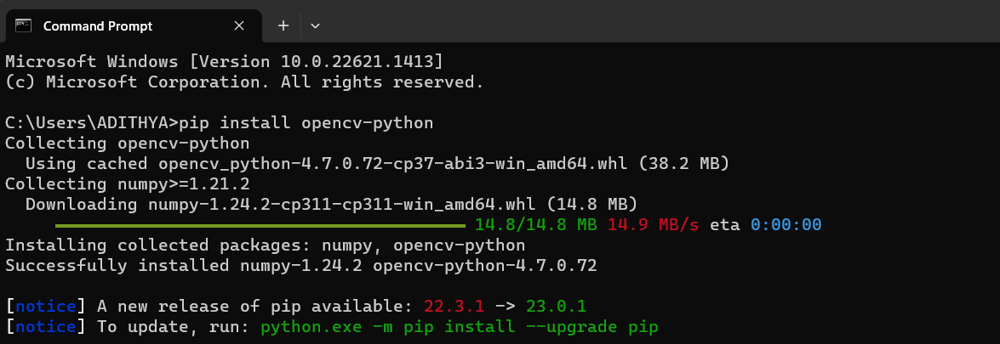 Command Prompt
Microsoft Windows [Version 10.0.22621.1413]
(c) Microsoft Corporation. All rights reserved.
C:\Users\ADITHYA>pip install opencv-python
Collecting opencv-python
Using cached opencv_python-4.7.0.72-cp37-abi3-win_amd64.whl (38.2 MB)
Collecting numpy>=1.21.2
Downloading numpy-1.24.2-cp311-cp311-win_amd64.whl (14.8 MB)
14.8/14.8 MB 14.9 MB/s eta 0:00:00
Installing collected packages: numpy, opencv-python
Successfully installed numpy-1.24.2 opencv-python-4.7.0.72
[notice] A new release of pip available: 22.3.1 -> 23.0.1
[notice] To update, run: python.exe -m pip install --upgrade pip